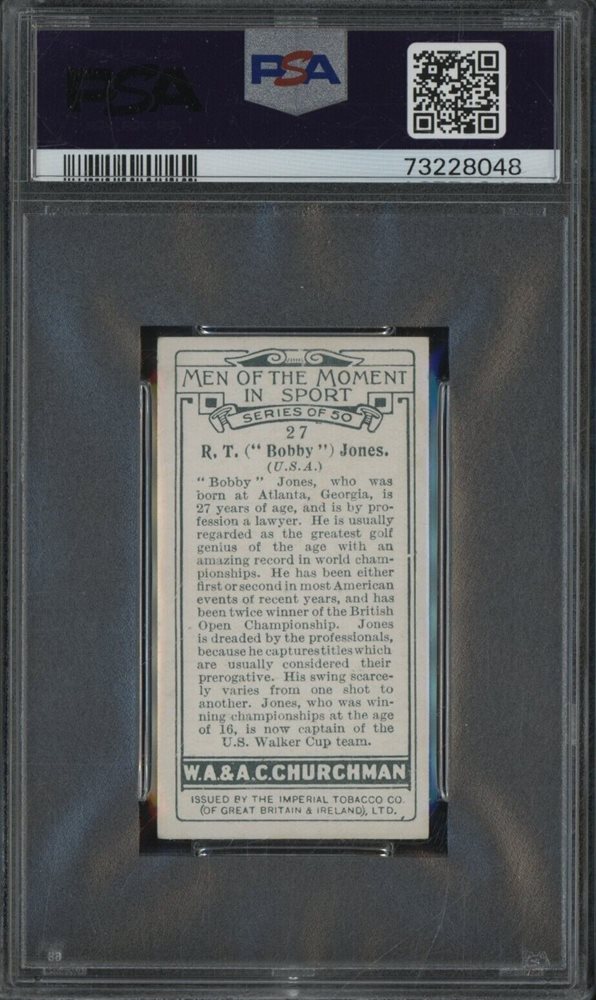 PSA
PSA
73228048
MEN OF THE MOMENT
IN SPORT
SERIES OF 50
27
R. T. ("Bobby") Jones.
(U.S.A.)
"Bobby" Jones, who was
born at Atlanta, Georgia, is
27 years of age, and is by pro-
fession a lawyer. He is usually
regarded as the greatest golf
genius of the age with an
amazing record in world cham-
pionships. He has been either
first or second in most American
events of recent years, and has
been twice winner of the British
Open Championship. Jones
is dreaded by the professionals,
because he captures titles which
are usually considered their
prerogative. His swing scarce-
ly varies from one shot to
another. Jones, who was win-
ning championships at the age
of 16, is now captain of the
U.S. Walker Cup team.
W.A.&A.C.CHURCHMAN
ISSUED BY THE IMPERIAL TOBACCO CO.
(OF GREAT BRITAIN & IRELAND), LTD.